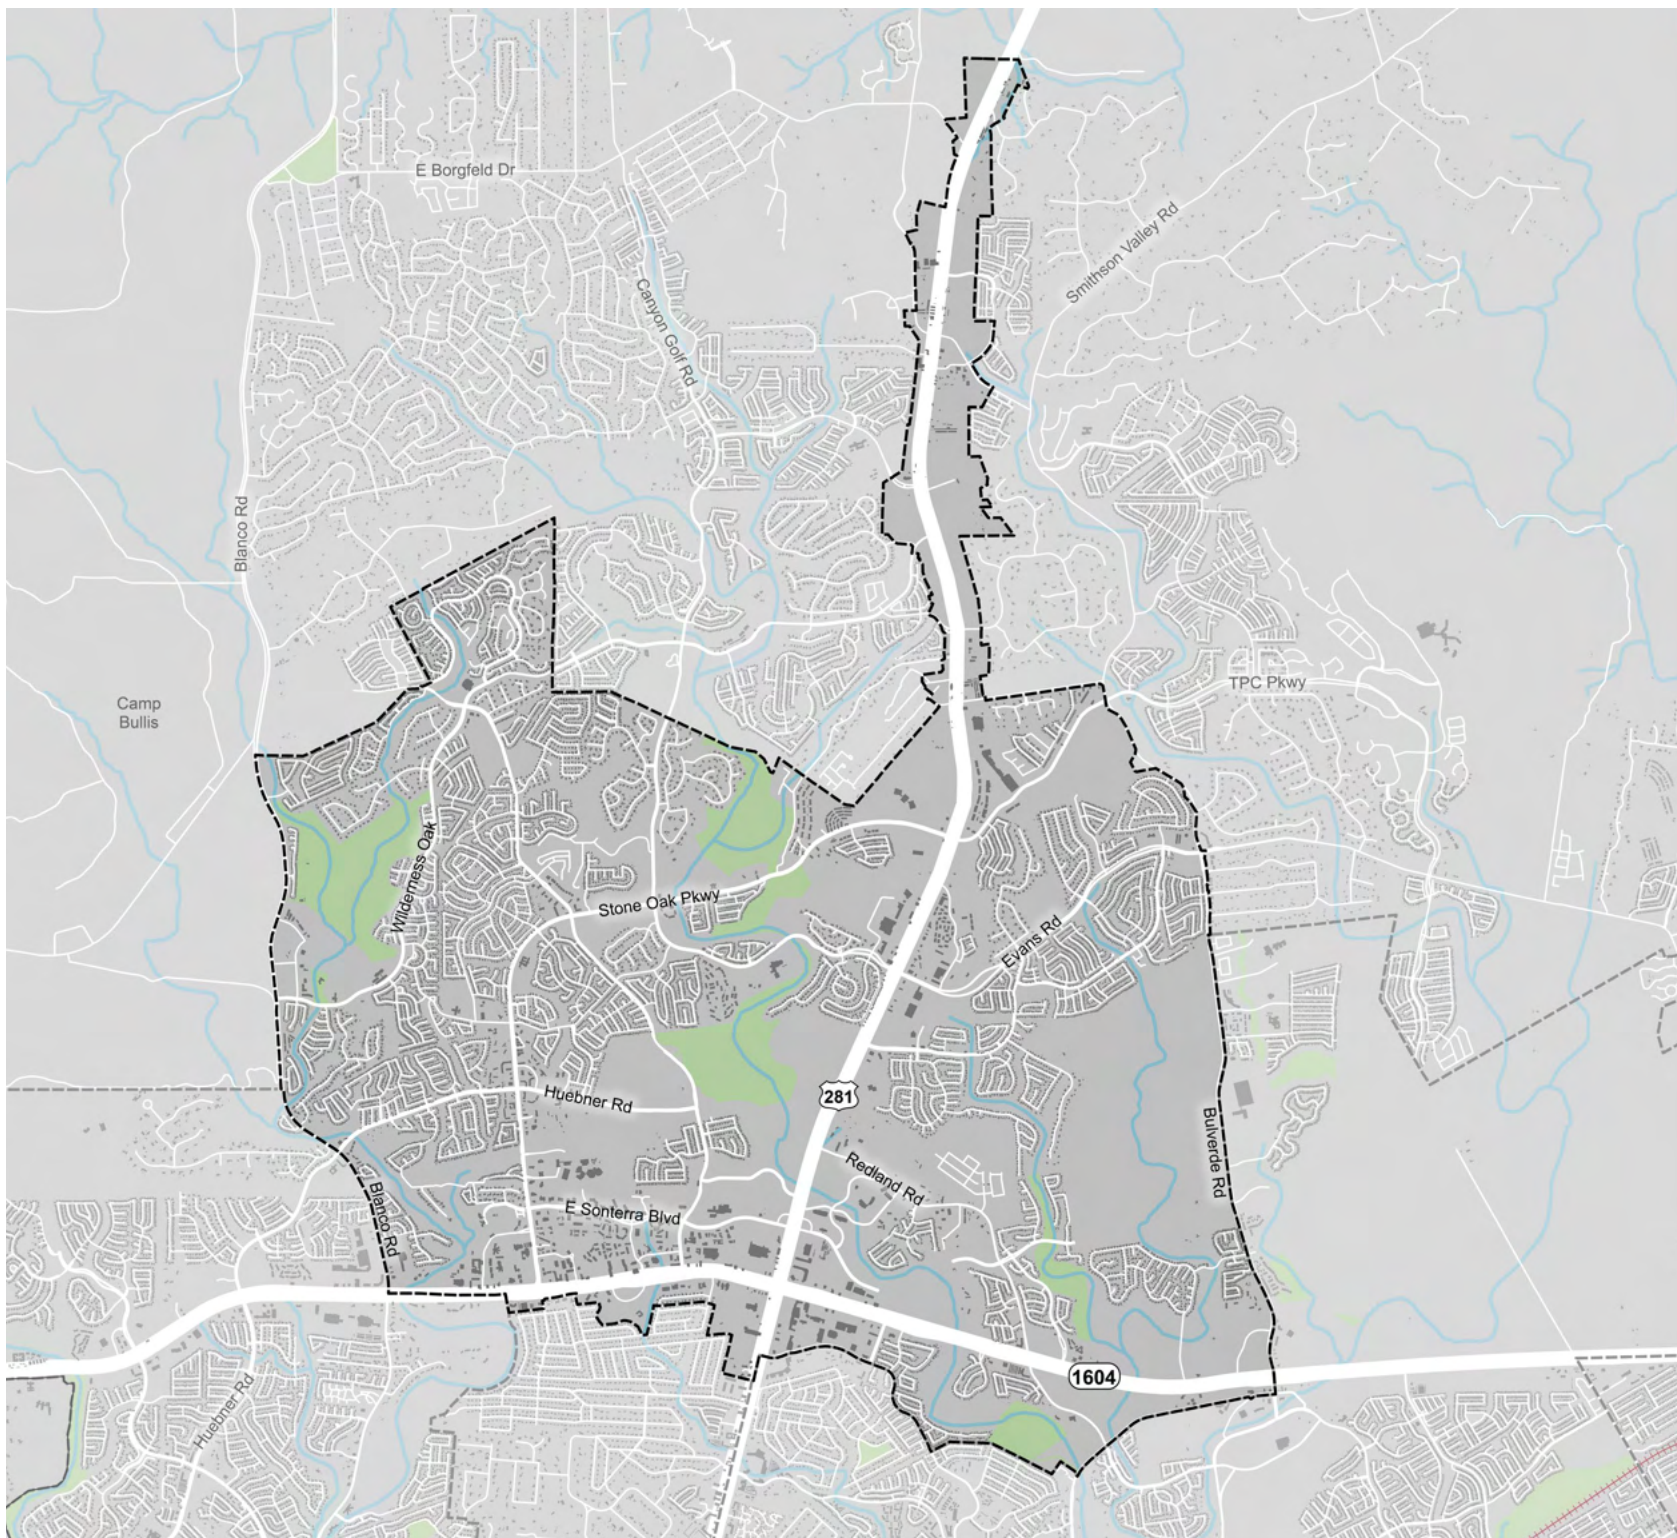 E Borgfeld Dr
Smithson Valley Rd
Canyon Golf Rd
Blanco Rd
TPC Pkwy
Camp
Bullis
Wilderness Oak
Stone Oak Pkwy
Evans Rd
281
Huebner Rd
Bulverde Rd
Redland Rd
Blanco Rd
E Sonterra Blvd
1604
Huebner Rd